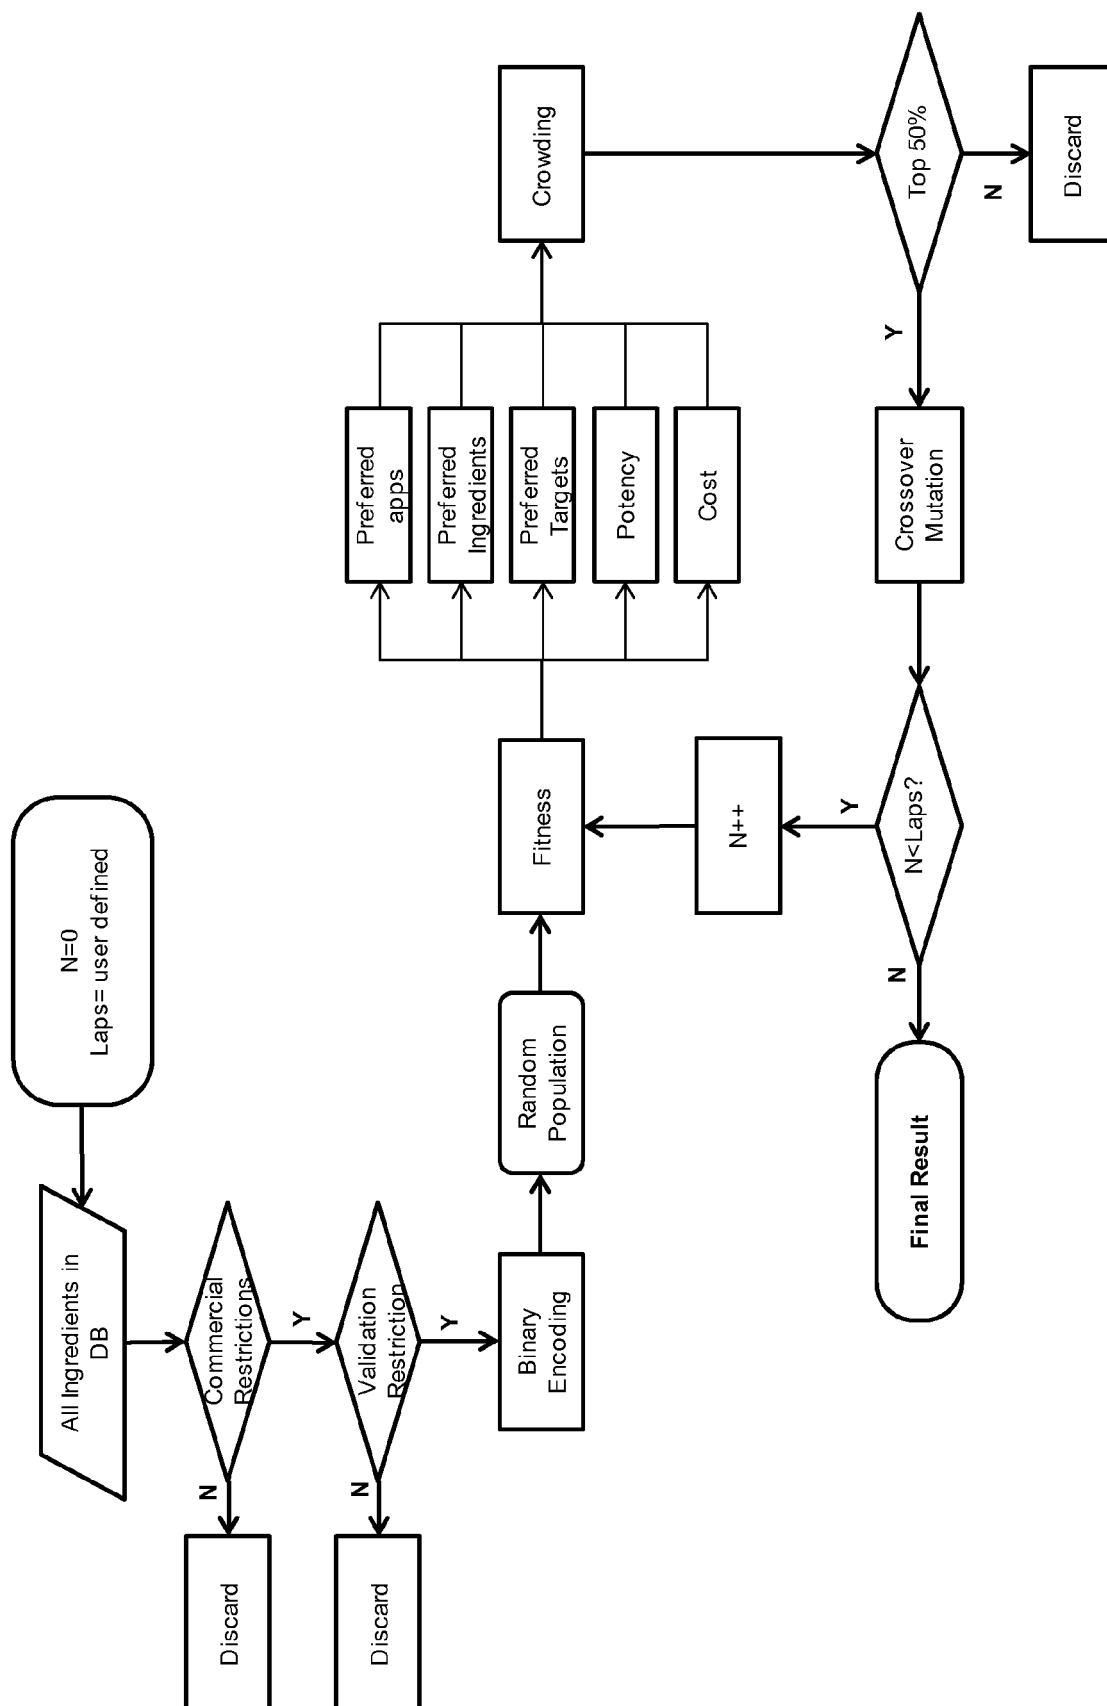 N=0
Laps= user defined
All Ingredients in
DB
Commercial
Restrictions
N
Discard
Y
Validation
Restriction
N
Discard
Y
Binary
Encoding
Random
Population
Fitness
Preferred
apps
Preferred
Ingredients
Preferred
Targets
Potency
Cost
Crowding
Top 50%
N
Discard
Y
Crossover
Mutation
N<Laps?
Y
N++
N
Final Result